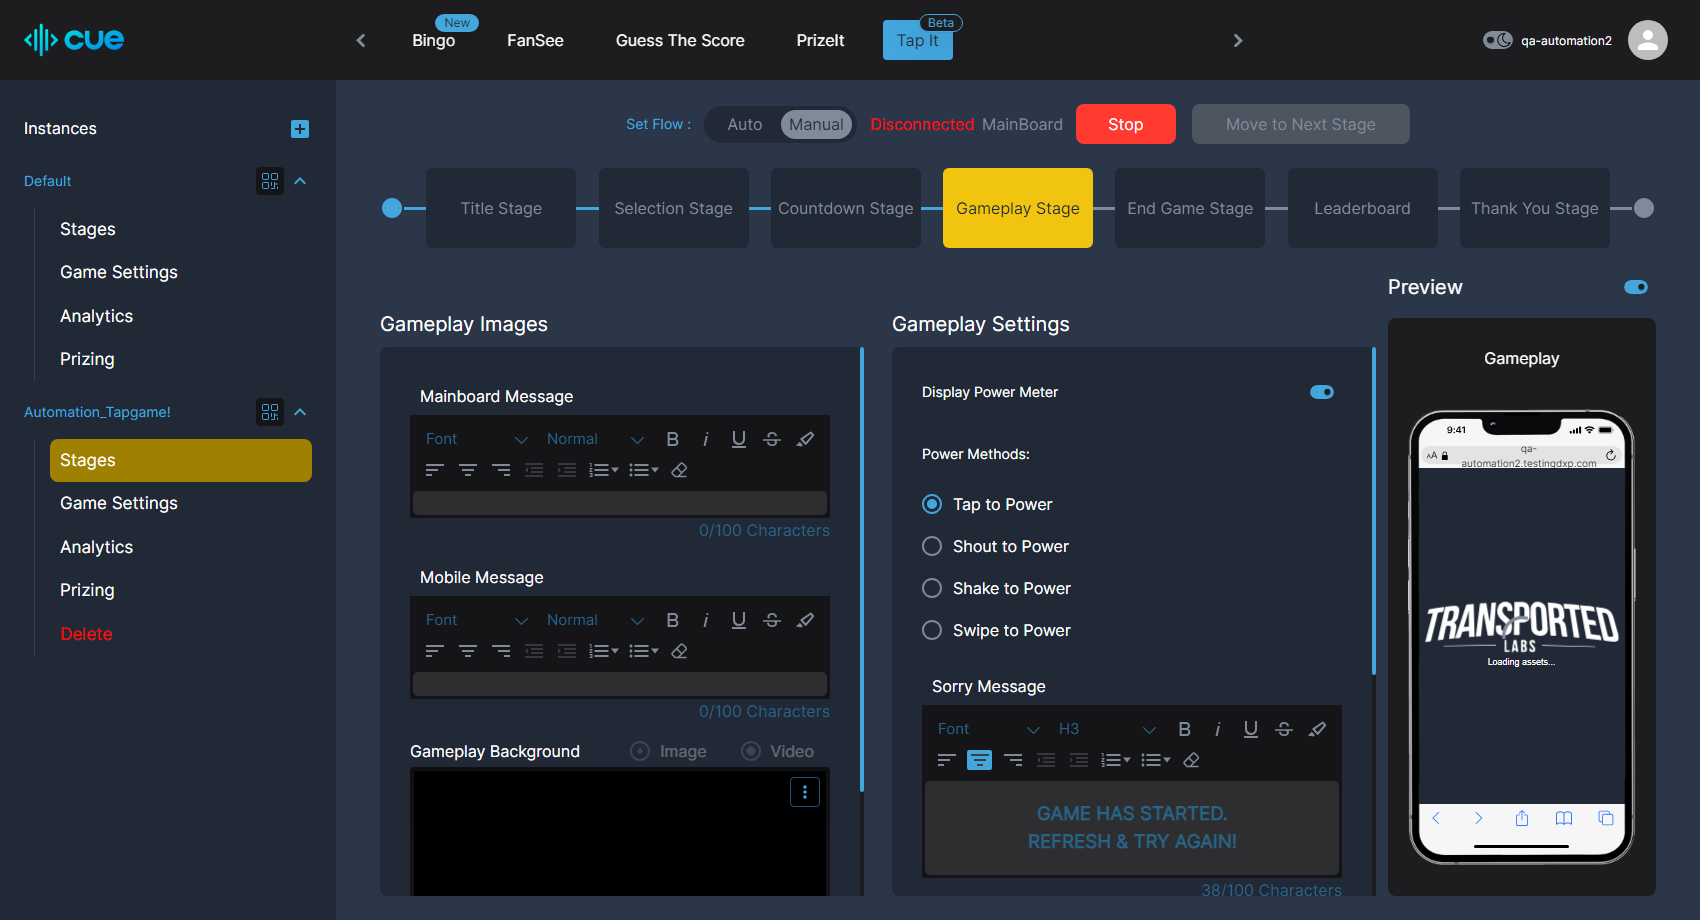 cue
New
Bingo
FanSee
Guess The Score
PrizeIt
Beta
Tap It
qa-automation2
Instances
Default
Stages
Game Settings
Analytics
Prizing
Automation_Tapgame!
Stages
Game Settings
Analytics
Prizing
Delete
Set Flow :
Auto
Manual
Disconnected MainBoard
Stop
Move to Next Stage
Title Stage
Selection Stage
Countdown Stage
Gameplay Stage
End Game Stage
Leaderboard
Thank You Stage
Gameplay Images
Mainboard Message
Font
Normal
B i U S
0/100 Characters
Mobile Message
Font
Normal
B i U S
0/100 Characters
Gameplay Background
Image
Video
Gameplay Settings
Display Power Meter
Power Methods:
Tap to Power
Shout to Power
Shake to Power
Swipe to Power
Sorry Message
Font
H3
B i U S
GAME HAS STARTED.
REFRESH & TRY AGAIN!
38/100 Characters
Preview
Gameplay
9:41
AA
qa-
automation2.testingdxp.com
TRANSPORTED
LABS
Loading assets...